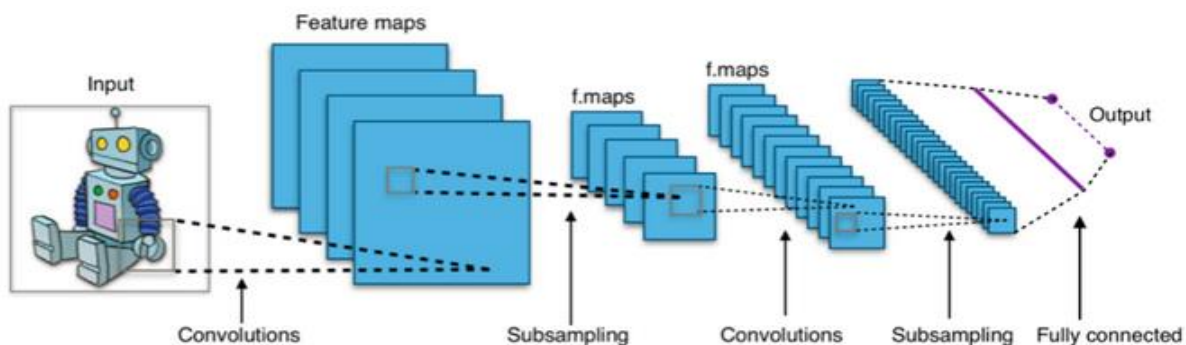 Feature maps
Input
f.maps
f.maps
Output
Convolutions
Subsampling
Convolutions
Subsampling
Fully connected